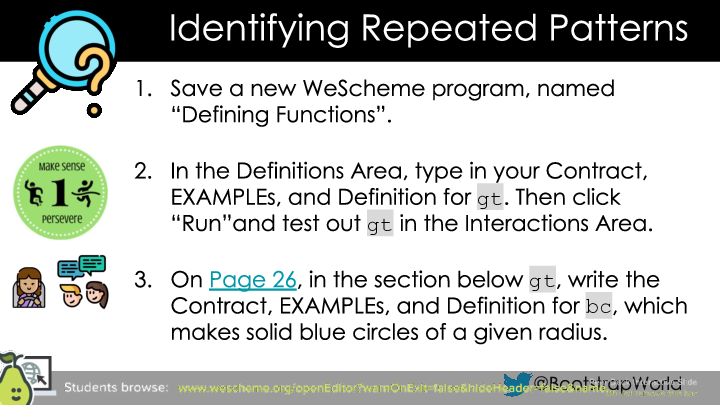 Identifying Repeated Patterns
1. Save a new WeScheme program, named
“Defining Functions”.
Make sense
1
Persevere
2. In the Definitions Area, type in your Contract,
EXAMPLEs, and Definition for gt. Then click
“Run”and test out gt in the Interactions Area.
3. On Page 26, in the section below gt, write the
Contract, EXAMPLEs, and Definition for bc, which
makes solid blue circles of a given radius.
Students browse: www.wescheme.org/openEditor?warnOnExit=false&hideHeader=false&name
@BootstrapWorld